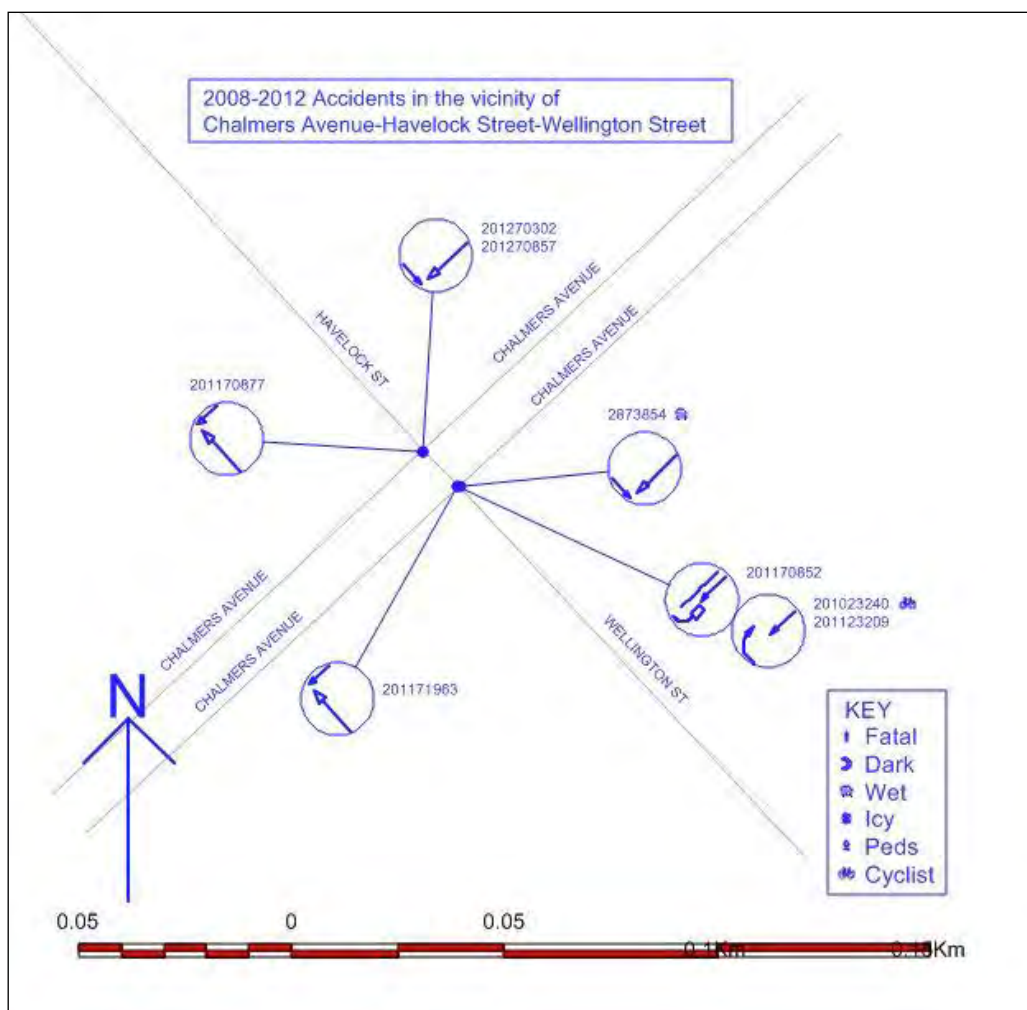 2008-2012 Accidents in the vicinity of
Chalmers Avenue-Havelock Street-Wellington Street
201270302
201270857
CHALMERS AVENUE
CHALMERS AVENUE
HAVELOCK ST
201170877
2873854
201170852
201023240
201123209
CHALMERS AVENUE
CHALMERS AVENUE
WELLINGTON ST
201171963
N
KEY
Fatal
Dark
Wet
Icy
Peds
Cyclist
0.05 0 0.05 0.1Km 0.15Km